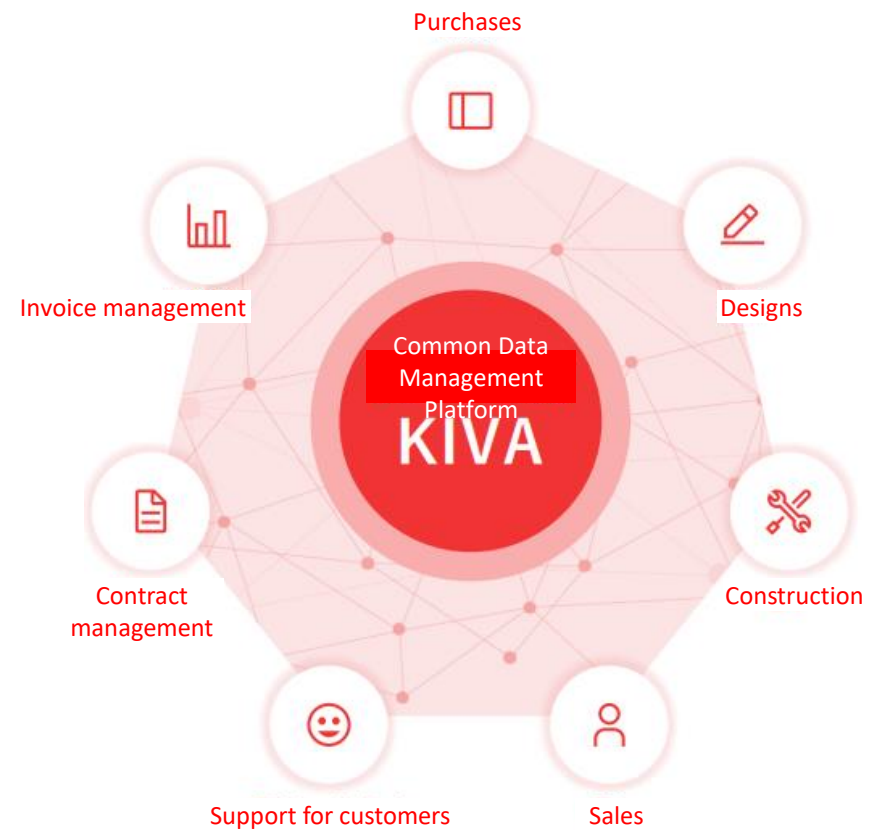 Purchases
Invoice management
Designs
Common Data
Management
Platform
KIVA
Contract
management
Construction
Support for customers
Sales